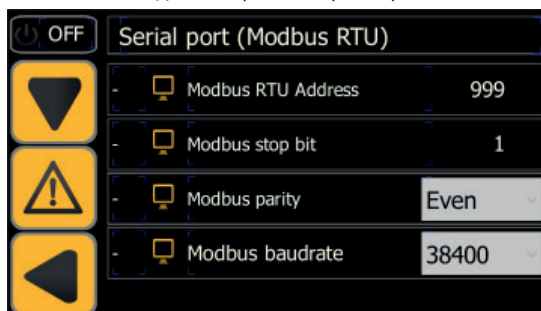 OFF
Serial port (Modbus RTU)
- Modbus RTU Address 999
- Modbus stop bit 1
- Modbus parity Even
- Modbus baudrate 38400